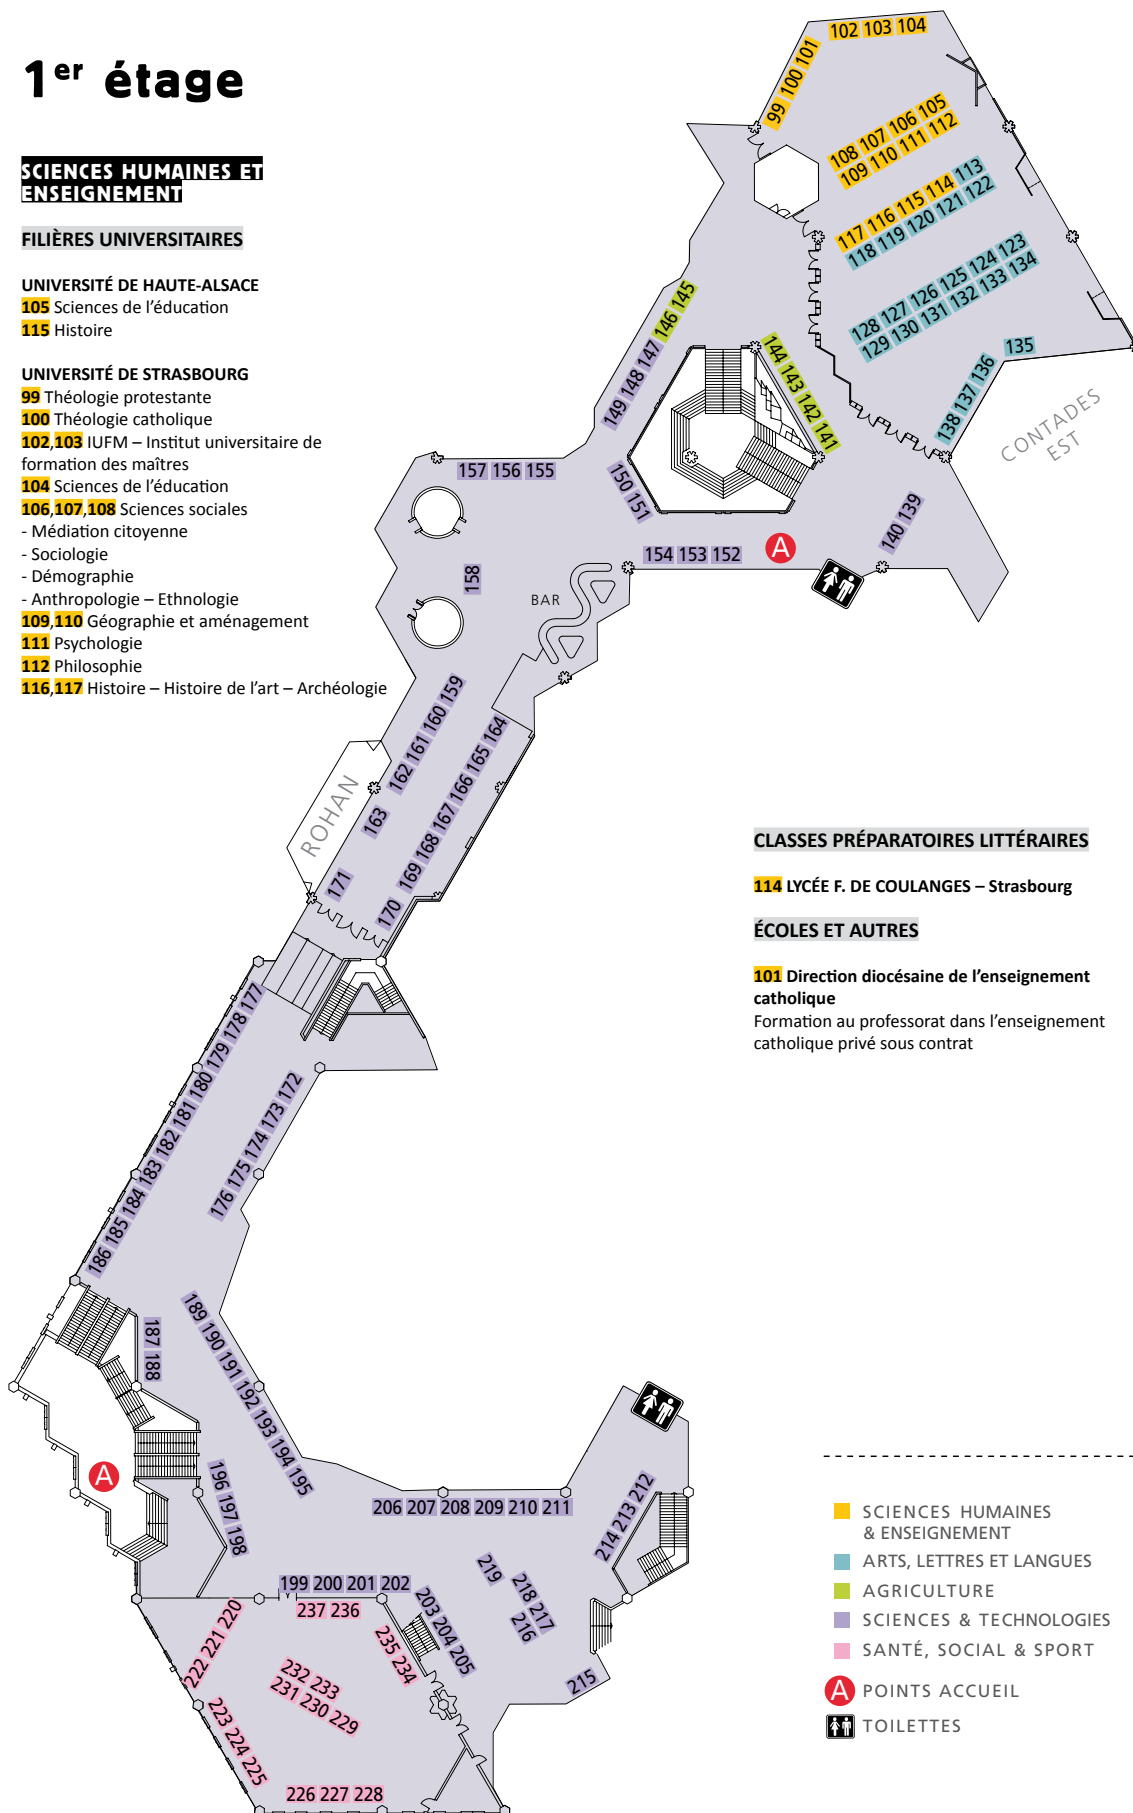 1er étage
SCIENCES HUMAINES ET
ENSEIGNEMENT
FILIÈRES UNIVERSITAIRES
UNIVERSITÉ DE HAUTE-ALSACE
105 Sciences de l’éducation
115 Histoire
UNIVERSITÉ DE STRASBOURG
99 Théologie protestante
100 Théologie catholique
102,103 IUFM – Institut universitaire de
formation des maîtres
104 Sciences de l’éducation
106,107,108 Sciences sociales
- Médiation citoyenne
- Sociologie
- Démographie
- Anthropologie – Ethnologie
109,110 Géographie et aménagement
111 Psychologie
112 Philosophie
116,117 Histoire – Histoire de l’art – Archéologie
99 100 101
102 103 104
108 107 106 105
109 110 111 112
117 116 115 114 113
118 119 120 121 122
128 127 126 125 124 123
129 130 131 132 133 134
135
138 137 136
CONTADES
EST
149 148 147 146 145
144 143 142 141
140 139
150 151
157 156 155
154 153 152
A
158
BAR
162 161 160 159
163
ROHAN
169 168 167 166 165 164
171
170
186 185 184 183 182 181 180 179 178 177
176 175 174 173 172
187 188
189 190 191 192 193 194 195
A
196 197 198
206 207 208 209 210 211
214 213 212
199 200 201 202
203 204 205
219
218 217
216
215
237 236
222 221 220
235 234
232 233
231 230 229
223 224 225
226 227 228
CLASSES PRÉPARATOIRES LITTÉRAIRES
114 LYCÉE F. DE COULANGES – Strasbourg
ÉCOLES ET AUTRES
101 Direction diocésaine de l’enseignement
catholique
Formation au professorat dans l’enseignement
catholique privé sous contrat
SCIENCES HUMAINES
& ENSEIGNEMENT
ARTS, LETTRES ET LANGUES
AGRICULTURE
SCIENCES & TECHNOLOGIES
SANTÉ, SOCIAL & SPORT
A POINTS ACCUEIL
TOILETTES